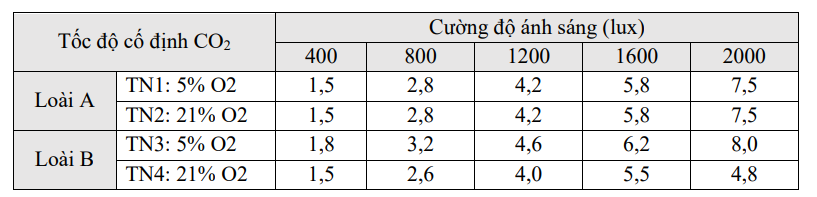 Tốc độ cố định CO₂ Cường độ ánh sáng (lux)
400 800 1200 1600 2000
Loài A TN1: 5% O2 1,5 2,8 4,2 5,8 7,5
TN2: 21% O2 1,5 2,8 4,2 5,8 7,5
Loài B TN3: 5% O2 1,8 3,2 4,6 6,2 8,0
TN4: 21% O2 1,5 2,6 4,0 5,5 4,8